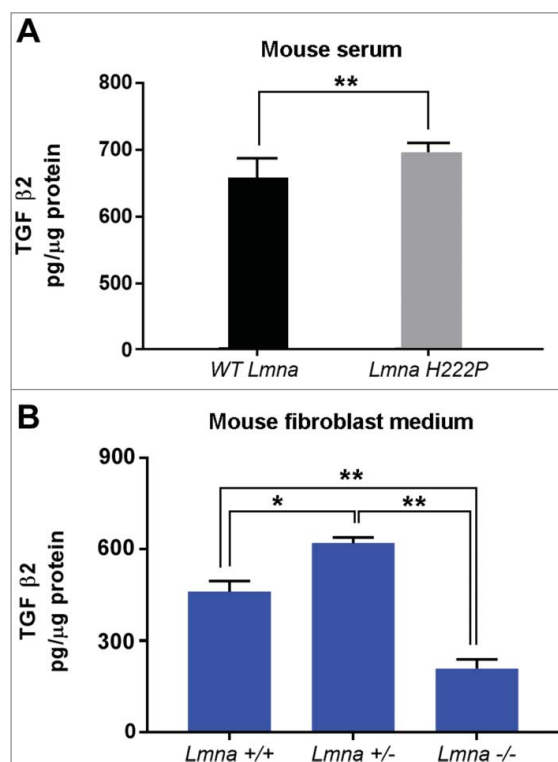 A
Mouse serum
TGF β2
pg/μg protein
800
700
600
500
0
**
WT Lmna
Lmna H222P
B
Mouse fibroblast medium
TGF β2
pg/μg protein
900
600
300
0
**
*
**
Lmna +/+
Lmna +/-
Lmna -/-